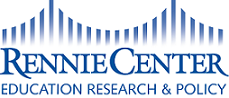 RENNIE CENTER
EDUCATION RESEARCH & POLICY